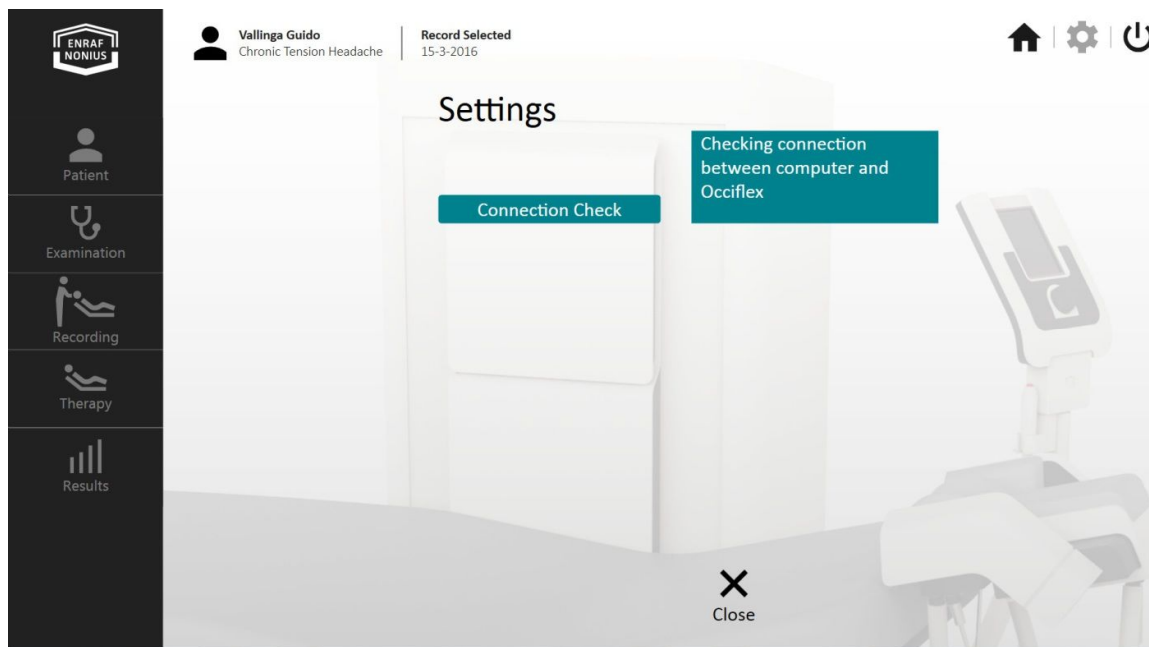 ENRAF
NONIUS
Vallinga Guido
Chronic Tension Headache
Record Selected
15-3-2016
Patient
Examination
Recording
Therapy
Results
Settings
Connection Check
Checking connection
between computer and
Occiflex
Close